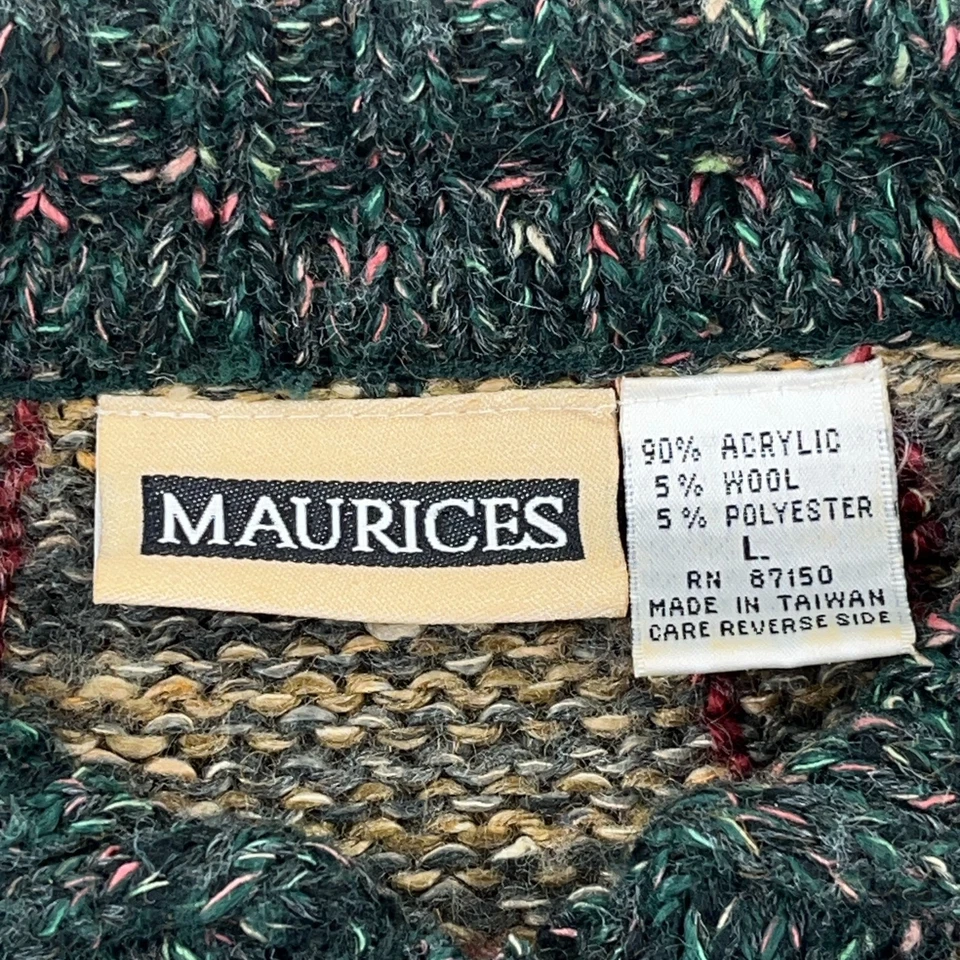 MAURICES
90% ACRYLIC
5% WOOL
5% POLYESTER
L
RN 87150
MADE IN TAIWAN
CARE REVERSE SIDE